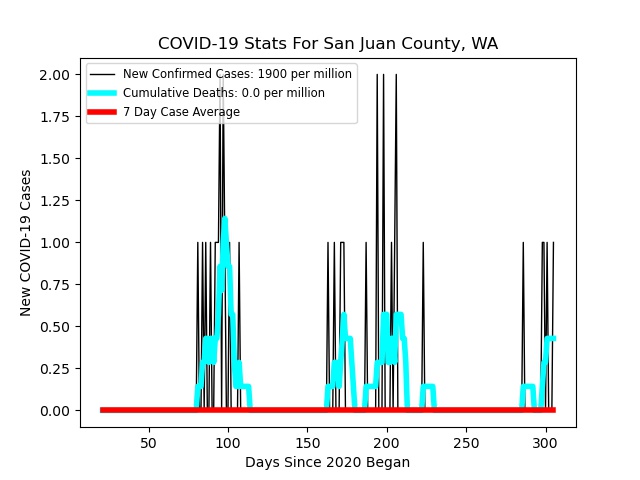 COVID-19 Stats For San Juan County, WA
New Confirmed Cases: 1900 per million
Cumulative Deaths: 0.0 per million
7 Day Case Average
New COVID-19 Cases
2.00
1.75
1.50
1.25
1.00
0.75
0.50
0.25
0.00
50 100 150 200 250 300
Days Since 2020 Began